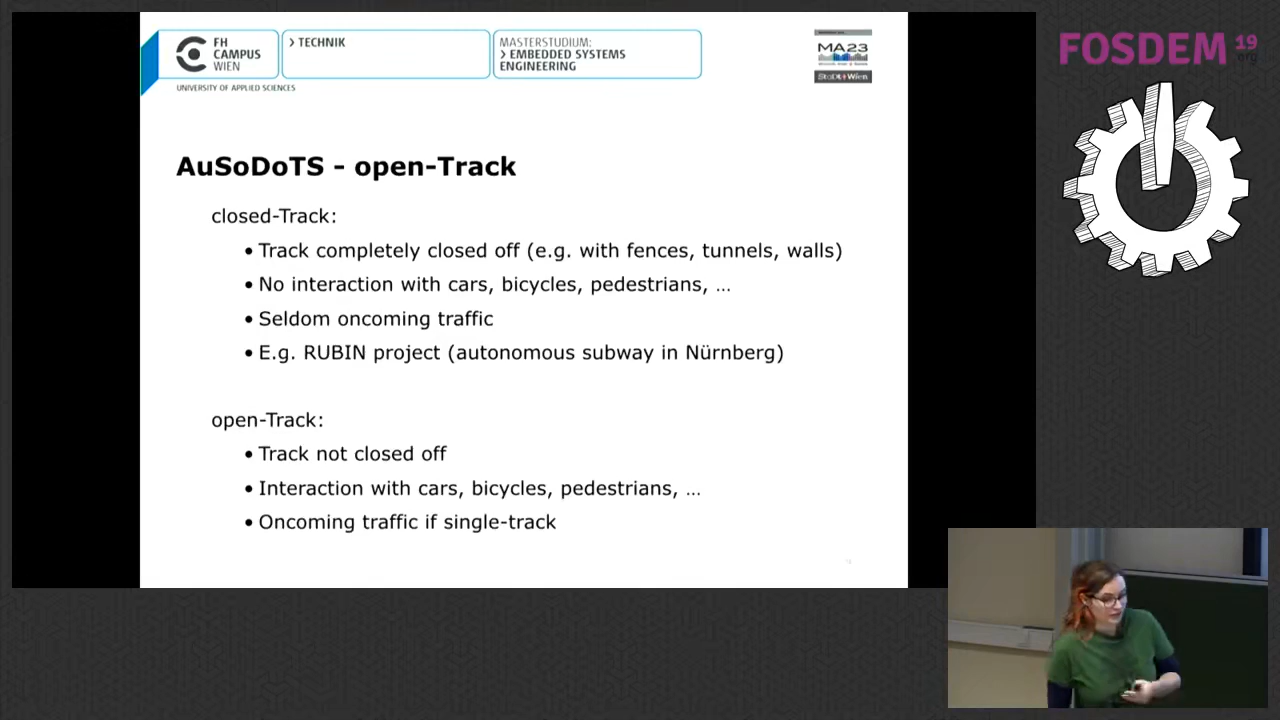 FH
CAMPUS
WIEN
UNIVERSITY OF APPLIED SCIENCES
> TECHNIK
MASTERSTUDIUM:
> EMBEDDED SYSTEMS
ENGINEERING
MA23
StaDt Wien
FOSDEM 19
.org
AuSoDoTS - open-Track
closed-Track:
• Track completely closed off (e.g. with fences, tunnels, walls)
• No interaction with cars, bicycles, pedestrians, ...
• Seldom oncoming traffic
• E.g. RUBIN project (autonomous subway in Nürnberg)
open-Track:
• Track not closed off
• Interaction with cars, bicycles, pedestrians, ...
• Oncoming traffic if single-track